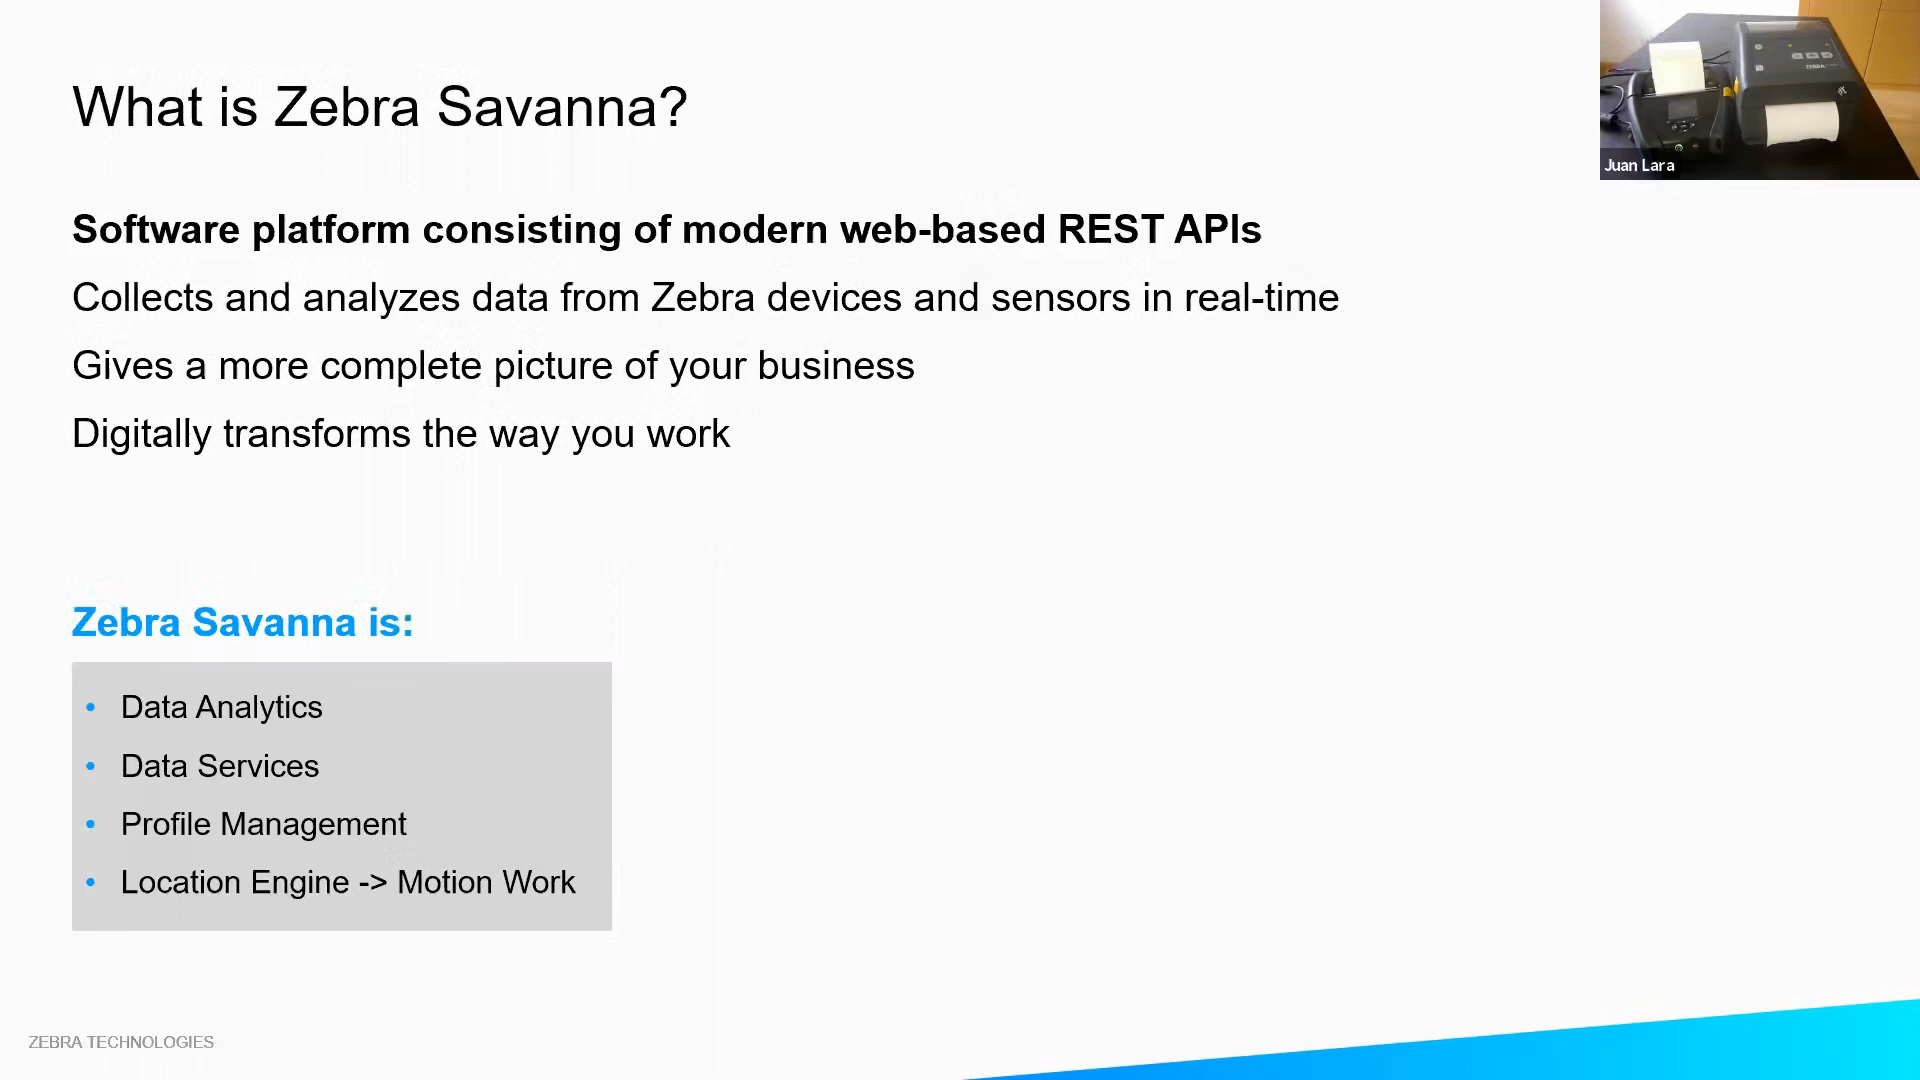 What is Zebra Savanna?
Software platform consisting of modern web-based REST APIs
Collects and analyzes data from Zebra devices and sensors in real-time
Gives a more complete picture of your business
Digitally transforms the way you work
Zebra Savanna is:
• Data Analytics
• Data Services
• Profile Management
• Location Engine -> Motion Work
ZEBRA TECHNOLOGIES
Juan Lara
ZEBRA